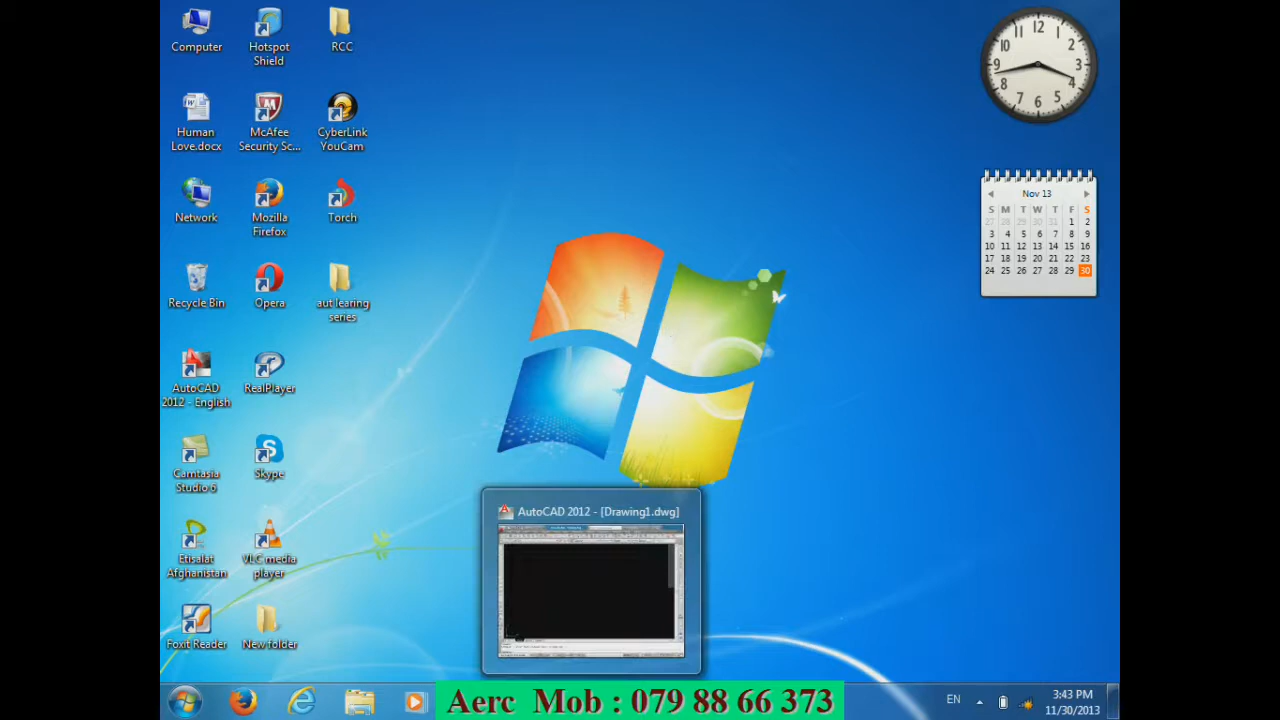 Computer
Hotspot
Shield
RCC
Human
Love.docx
McAfee
Security Sc...
CyberLink
YouCam
Network
Mozilla
Firefox
Torch
Recycle Bin
Opera
aut learing
series
AutoCAD
2012 - English
RealPlayer
Camtasia
Studio 6
Skype
Etisalat
Afghanistan
VLC media
player
Foxit Reader
New folder
12
1
2
3
4
5
6
7
8
9
10
11
Nov 13
S M T W T F S
27 28 29 30 31 1 2
3 4 5 6 7 8 9
10 11 12 13 14 15 16
17 18 19 20 21 22 23
24 25 26 27 28 29 30
AutoCAD 2012 - [Drawing1.dwg]
Aerc Mob : 079 88 66 373
EN
3:43 PM
11/30/2013